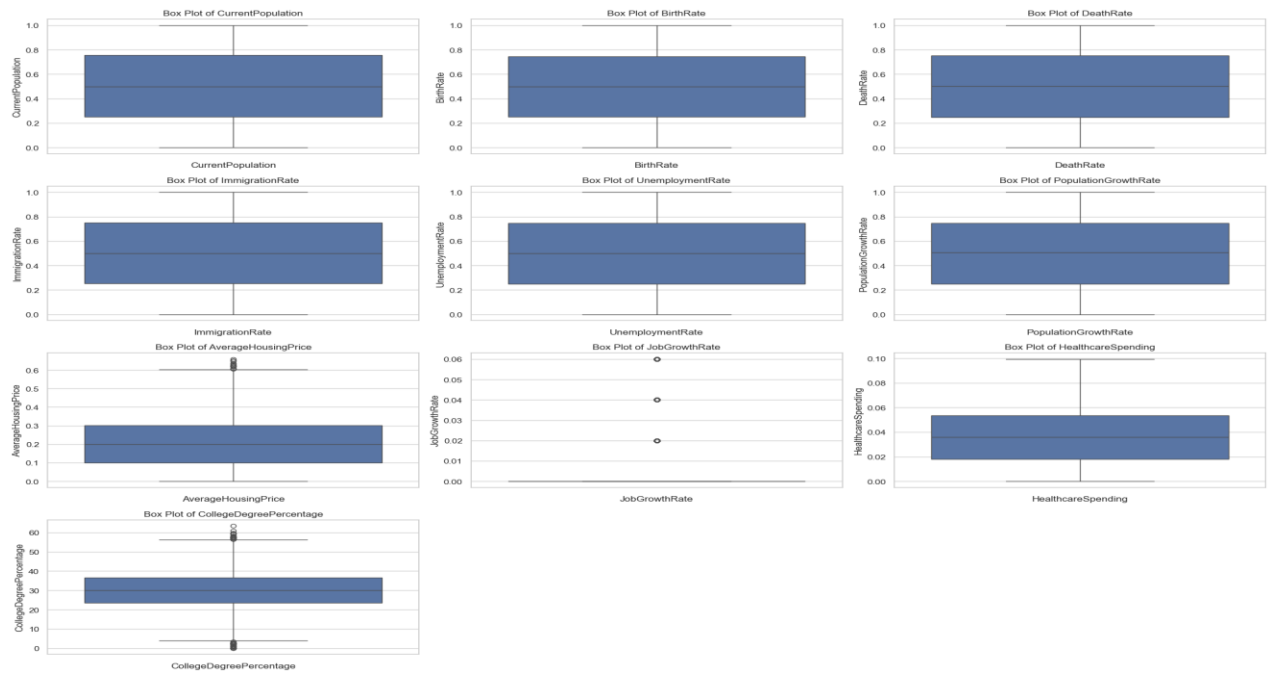 Box Plot of CurrentPopulation
CurrentPopulation
1.0
0.8
0.6
0.4
0.2
0.0
CurrentPopulation
Box Plot of BirthRate
BirthRate
1.0
0.8
0.6
0.4
0.2
0.0
BirthRate
Box Plot of DeathRate
DeathRate
1.0
0.8
0.6
0.4
0.2
0.0
DeathRate
Box Plot of ImmigrationRate
ImmigrationRate
1.0
0.8
0.6
0.4
0.2
0.0
ImmigrationRate
Box Plot of UnemploymentRate
UnemploymentRate
1.0
0.8
0.6
0.4
0.2
0.0
UnemploymentRate
Box Plot of PopulationGrowthRate
PopulationGrowthRate
1.0
0.8
0.6
0.4
0.2
0.0
PopulationGrowthRate
Box Plot of AverageHousingPrice
AverageHousingPrice
0.6
0.5
0.4
0.3
0.2
0.1
0.0
AverageHousingPrice
Box Plot of JobGrowthRate
JobGrowthRate
0.06
0.05
0.04
0.03
0.02
0.01
0.00
JobGrowthRate
Box Plot of HealthcareSpending
HealthcareSpending
0.10
0.08
0.06
0.04
0.02
0.00
HealthcareSpending
Box Plot of CollegeDegreePercentage
CollegeDegreePercentage
60
50
40
30
20
10
0
CollegeDegreePercentage